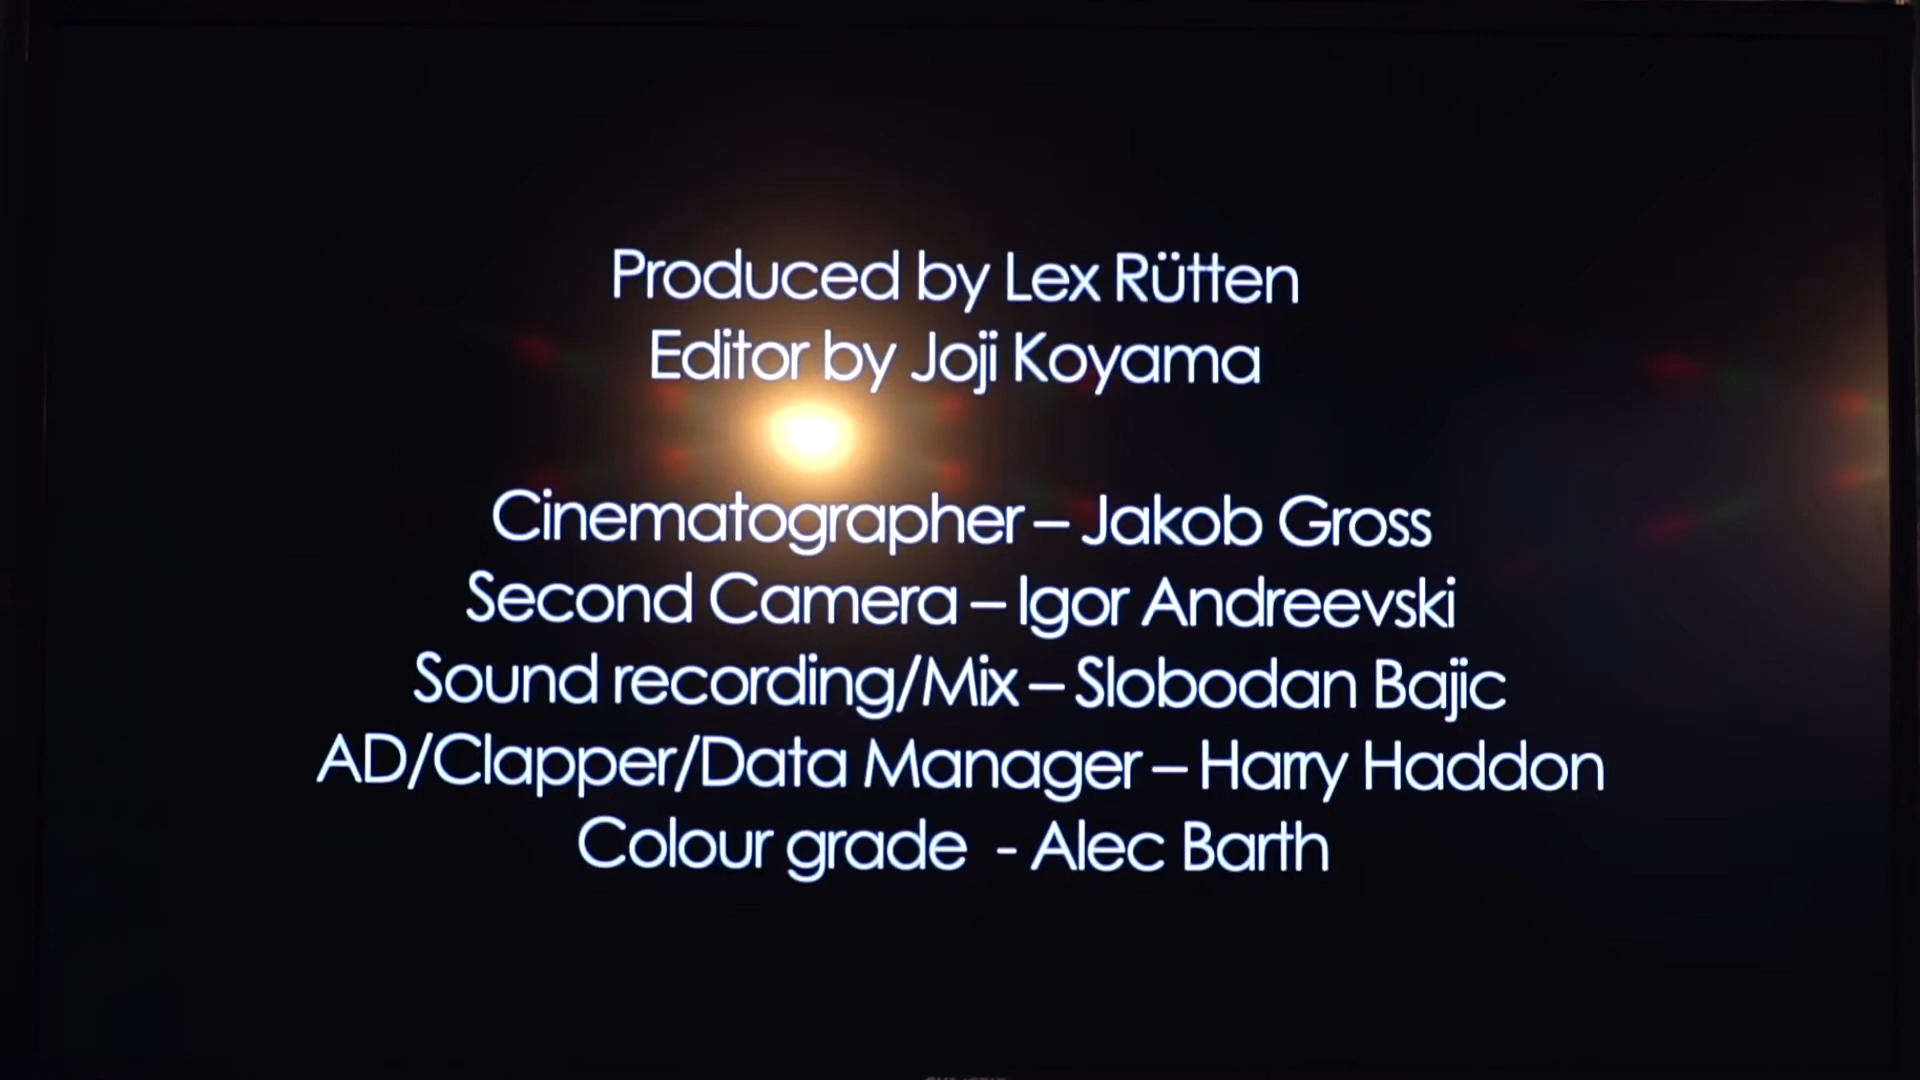 Produced by Lex Rütten
Editor by Joji Koyama
Cinematographer – Jakob Gross
Second Camera – Igor Andreevski
Sound recording/Mix – Slobodan Bajic
AD/Clapper/Data Manager – Harry Haddon
Colour grade - Alec Barth